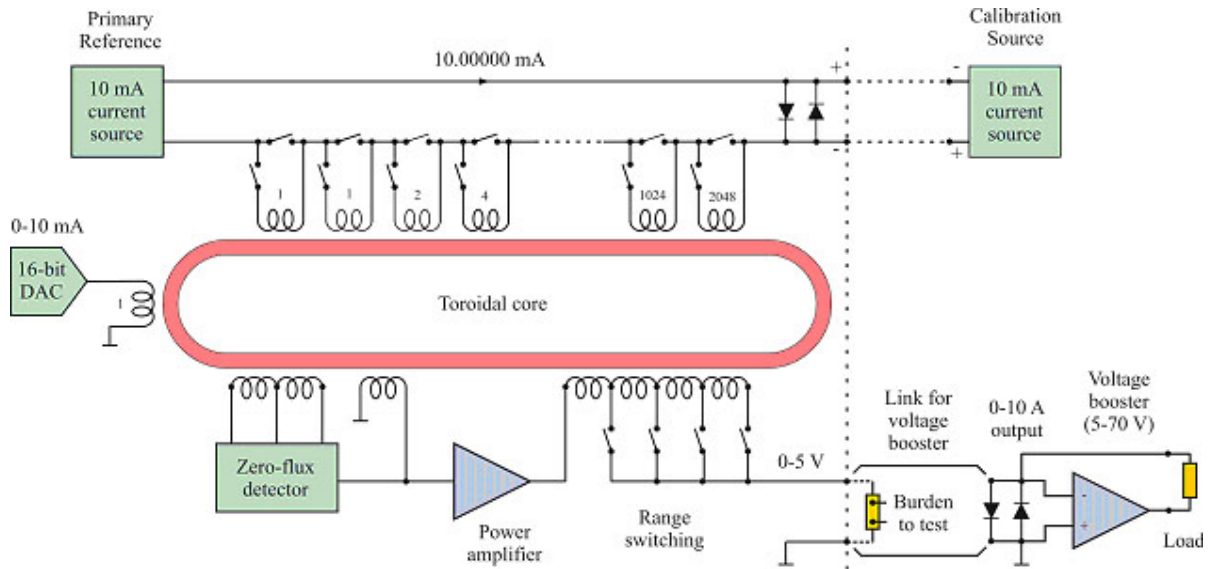 Primary
Reference
10 mA
current
source
10.00000 mA
+
-
Calibration
Source
-
+
10 mA
current
source
1
1
2
4
1024
2048
0-10 mA
16-bit
DAC
1
Toroidal core
Zero-flux
detector
Power
amplifier
Range
switching
0-5 V
Link for
voltage
booster
Burden
to test
0-10 A
output
Voltage
booster
(5-70 V)
-
+
Load